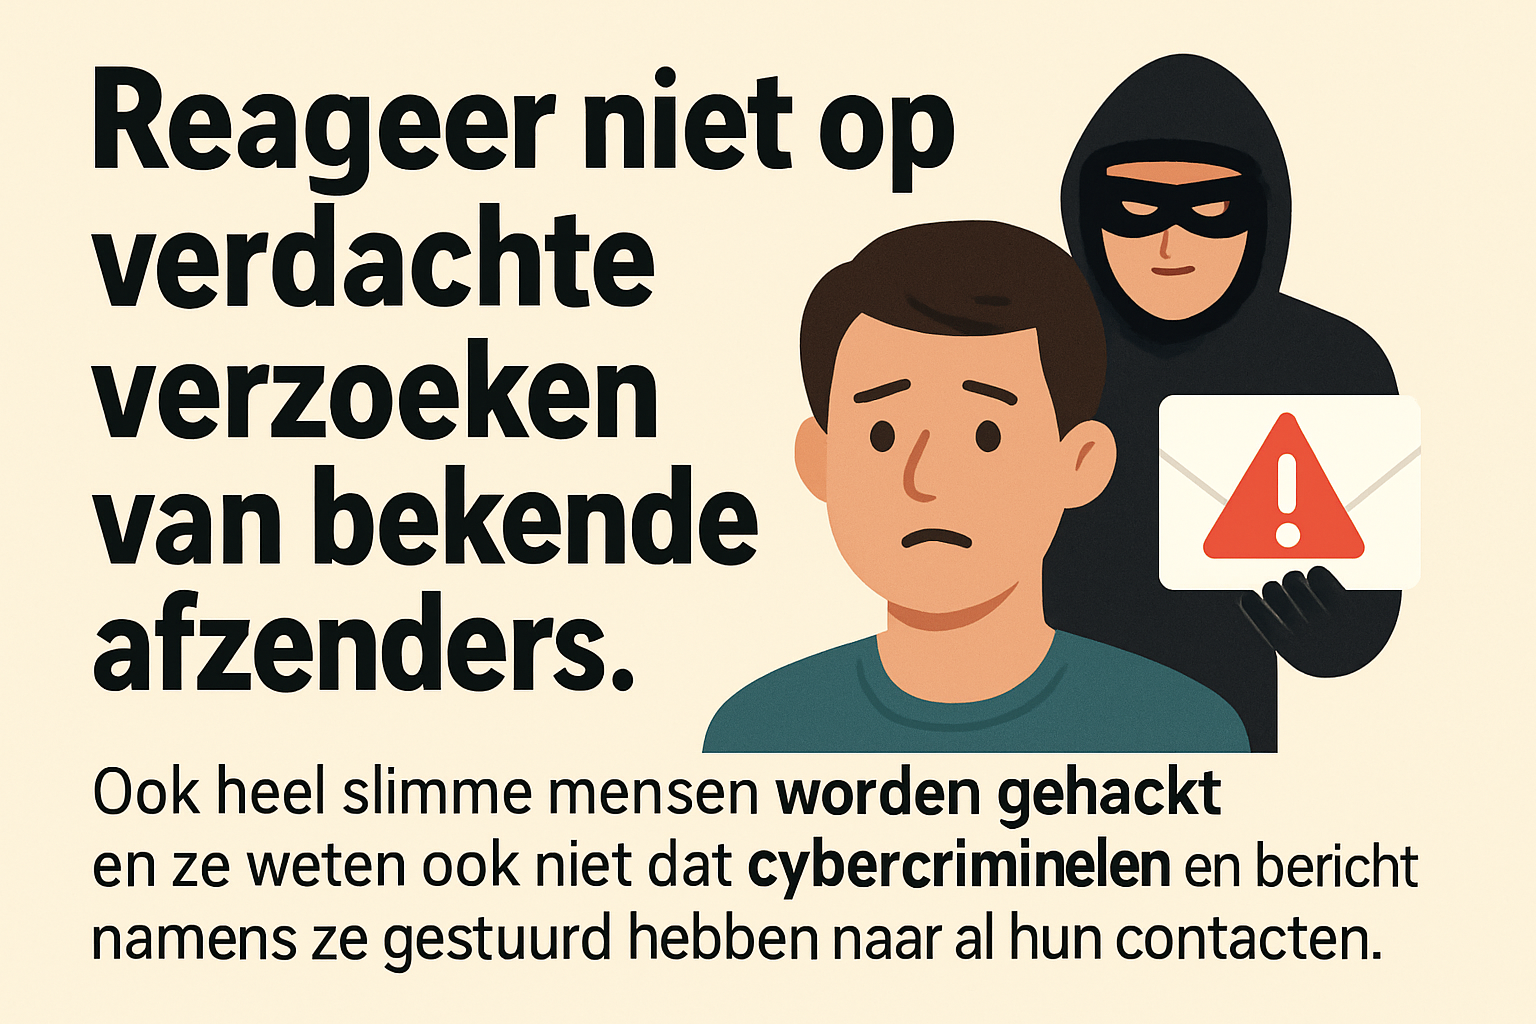 Reageer niet op
verdachte
verzoeken
van bekende
afzenders.
Ook heel slimme mensen worden gehackt
en ze weten ook niet dat cybercriminelen en bericht
namens ze gestuurd hebben naar al hun contacten.